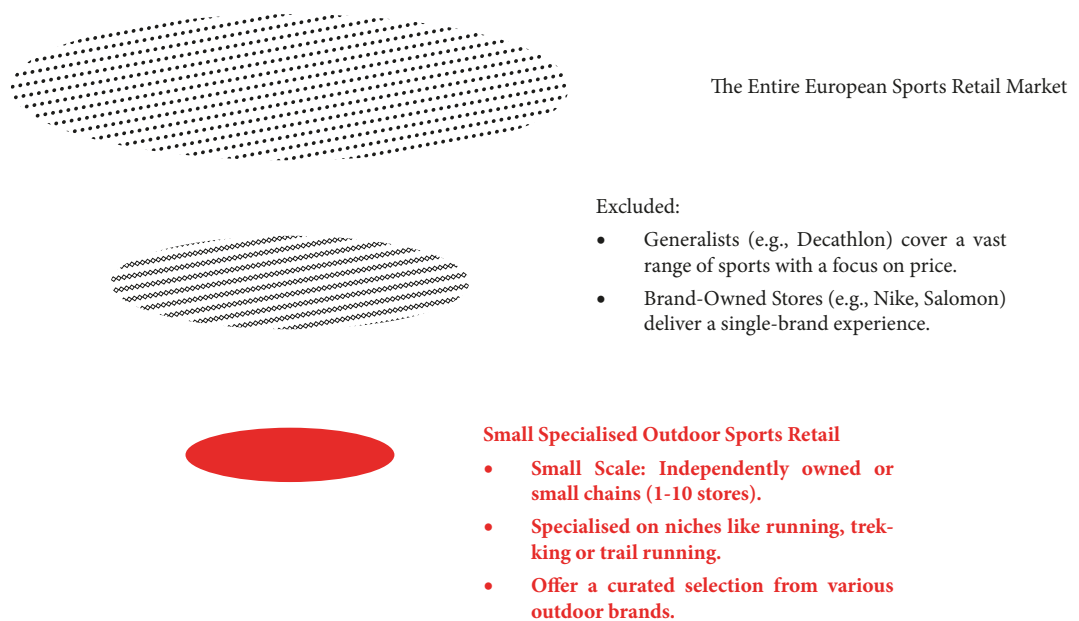 The Entire European Sports Retail Market
Excluded:
• Generalists (e.g., Decathlon) cover a vast
range of sports with a focus on price.
• Brand-Owned Stores (e.g., Nike, Salomon)
deliver a single-brand experience.
Small Specialised Outdoor Sports Retail
• Small Scale: Independently owned or
small chains (1-10 stores).
• Specialised on niches like running, trek-
king or trail running.
• Offer a curated selection from various
outdoor brands.